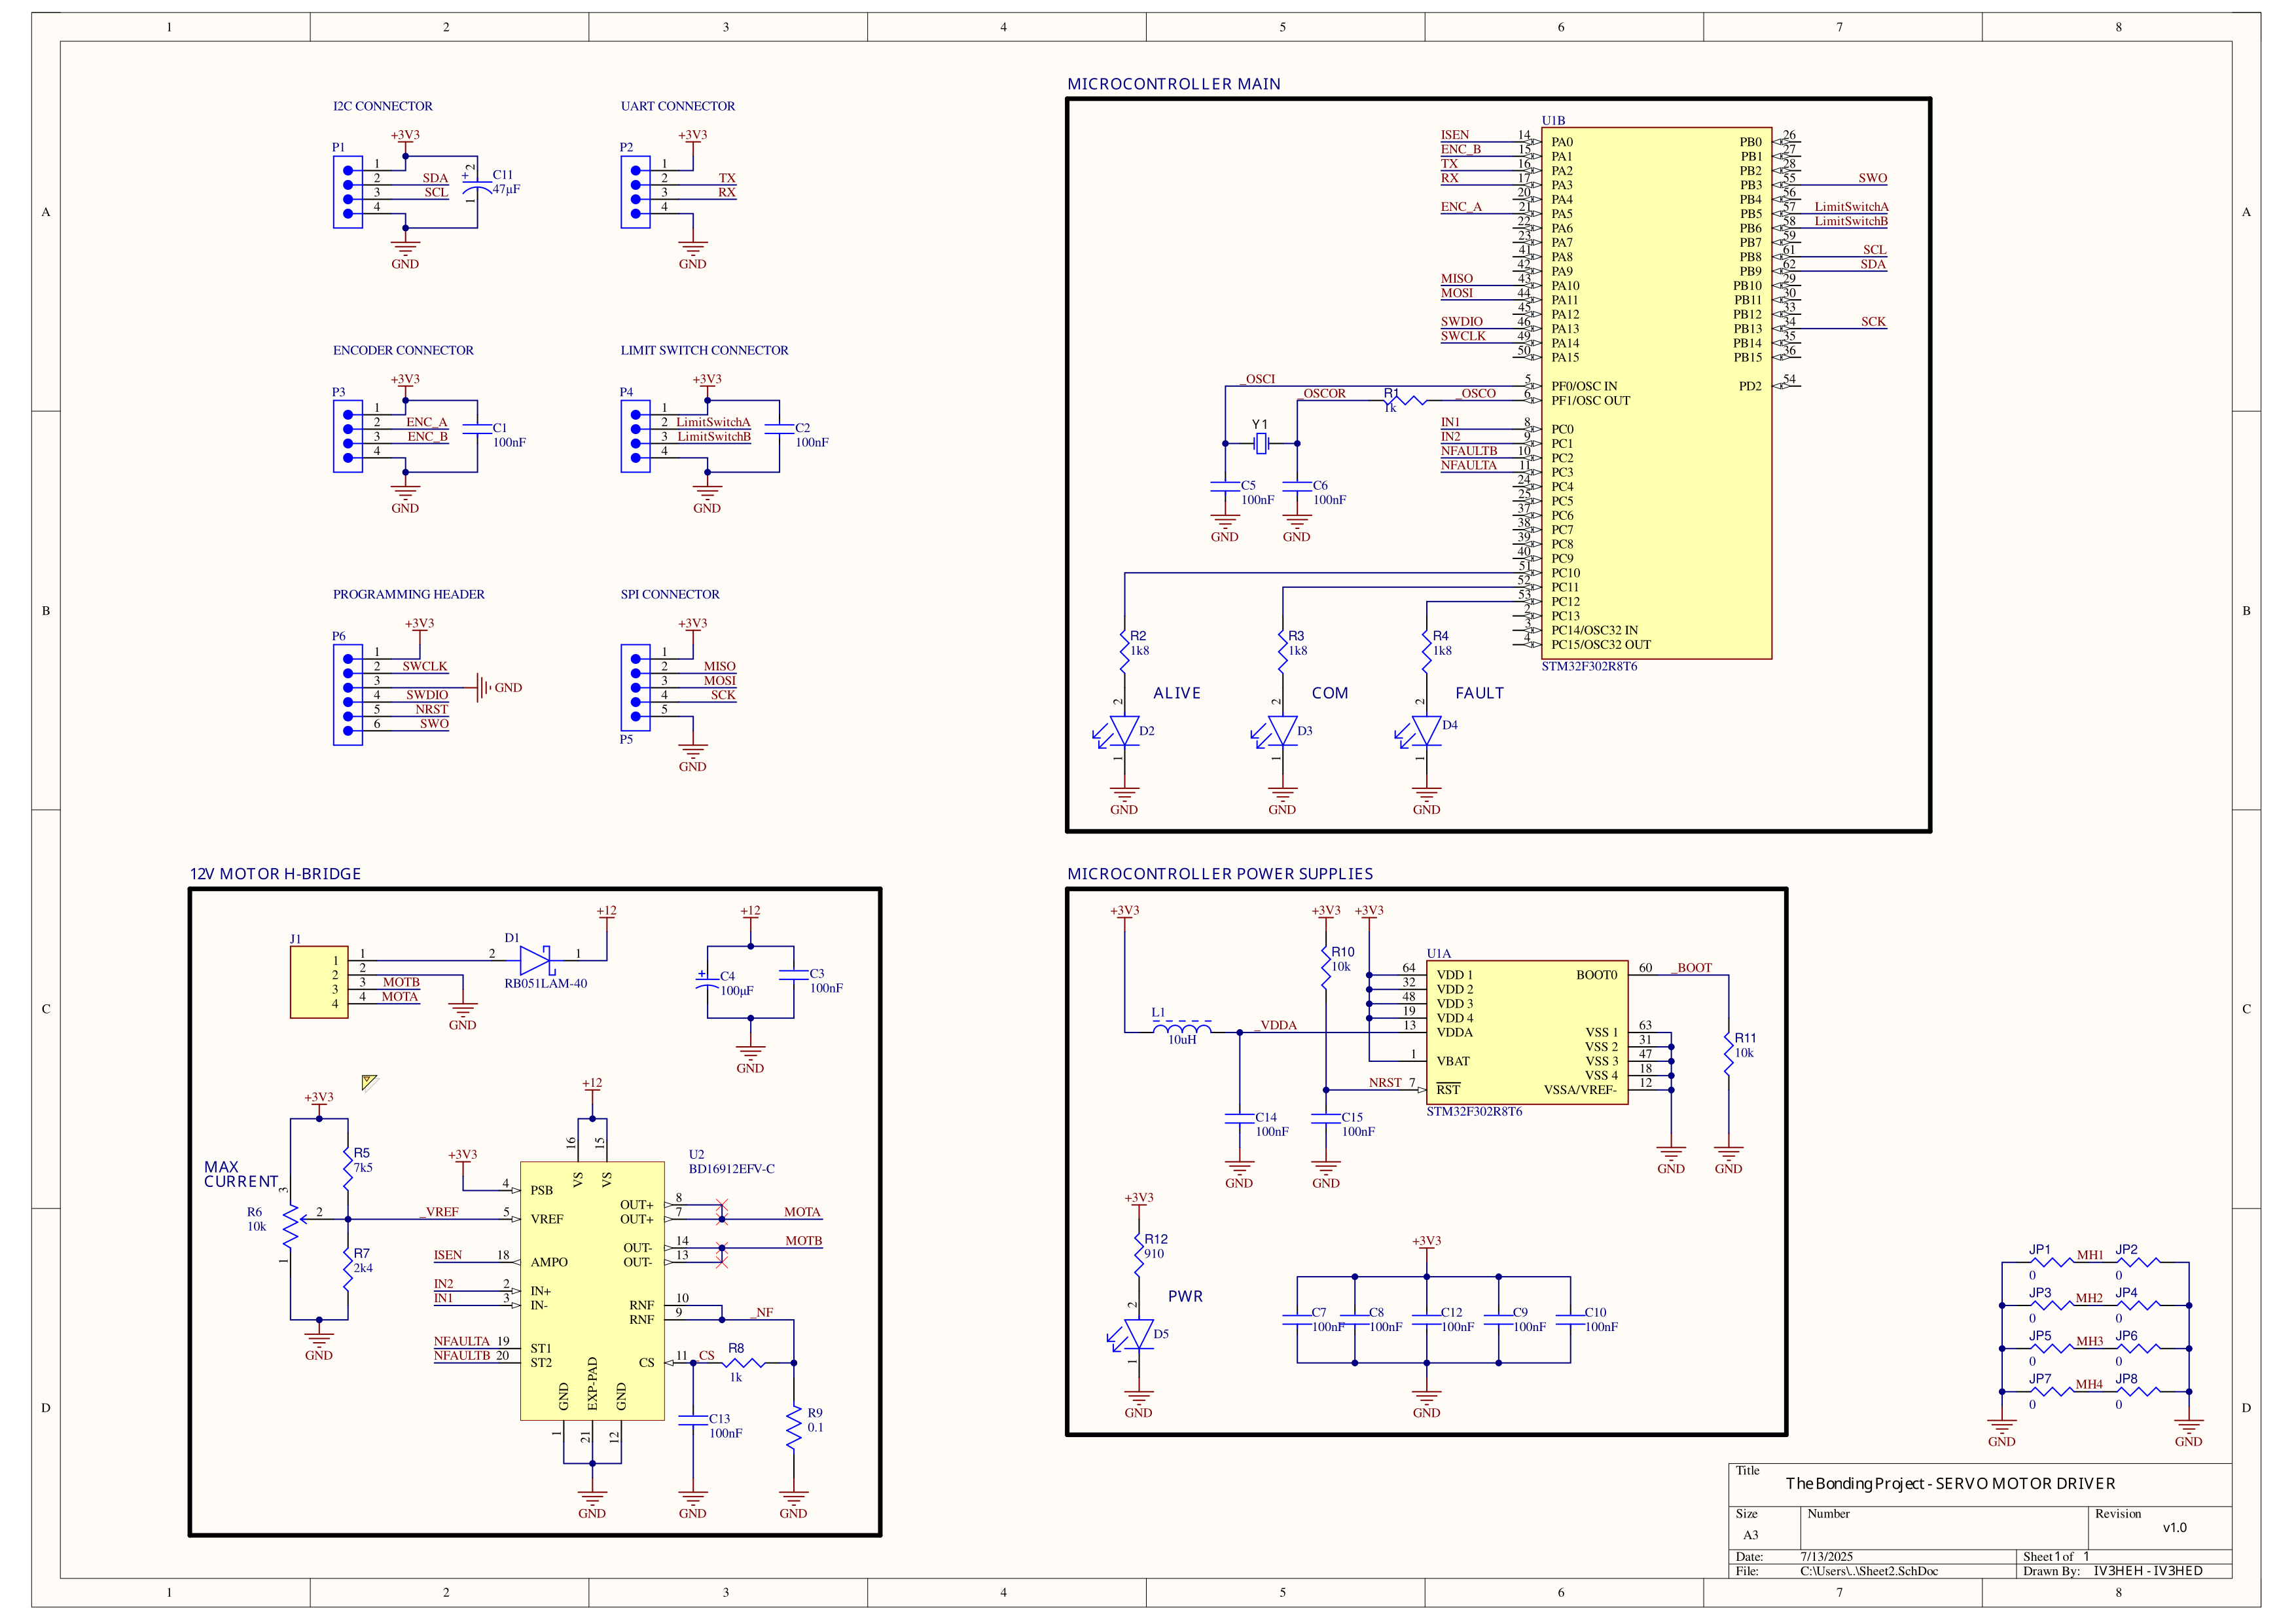 1 2 3 4 5 6 7 8
A
B
C
D
I2C CONNECTOR
+3V3
P1
1
2 SDA
3 SCL
4
+ 2
1
C11
47µF
GND
UART CONNECTOR
+3V3
P2
1
2 TX
3 RX
4
GND
ENCODER CONNECTOR
+3V3
P3
1
2 ENC_A
3 ENC_B
4
C1
100nF
GND
LIMIT SWITCH CONNECTOR
+3V3
P4
1
2 LimitSwitchA
3 LimitSwitchB
4
C2
100nF
GND
PROGRAMMING HEADER
+3V3
P6
1
2 SWCLK
3 GND
4 SWDIO
5 NRST
6 SWO
SPI CONNECTOR
+3V3
1
2 MISO
3 MOSI
4 SCK
5
P5
GND
MICROCONTROLLER MAIN
U1B
ISEN 14 PA0
ENC_B 15 PA1
TX 16 PA2
RX 17 PA3
20 PA4
ENC_A 21 PA5
22 PA6
23 PA7
41 PA8
42 PA9
MISO 43 PA10
MOSI 44 PA11
45 PA12
SWDIO 46 PA13
SWCLK 49 PA14
50 PA15
_OSCI 5 PF0/OSC IN
_OSCOR R1 1k _OSCO 6 PF1/OSC OUT
IN1 8 PC0
IN2 9 PC1
NFAULTB 10 PC2
NFAULTA 11 PC3
24 PC4
25 PC5
37 PC6
38 PC7
39 PC8
40 PC9
51 PC10
52 PC11
53 PC12
2 PC13
3 PC14/OSC32 IN
4 PC15/OSC32 OUT
PB0 26
PB1 27
PB2 28
PB3 55 SWO
PB4 56
PB5 57 LimitSwitchA
PB6 58 LimitSwitchB
PB7 59
PB8 61 SCL
PB9 62 SDA
PB10 29
PB11 30
PB12 33
PB13 34 SCK
PB14 35
PB15 36
PD2 54
STM32F302R8T6
Y1
C5
100nF
C6
100nF
GND GND
R2
1k8
R3
1k8
R4
1k8
ALIVE COM FAULT
2 2 2
D2 D3 D4
1 1 1
GND GND GND
12V MOTOR H-BRIDGE
J1
1 1
2 2
3 3 MOTB
4 4 MOTA
GND
2 D1 1
RB051LAM-40
+12
+12
+
C4
100µF
C3
100nF
GND
+3V3
MAX
CURRENT
R5
7k5
3
R6
10k
2
1
R7
2k4
GND
+3V3
+12
16 15
VS VS
U2
BD16912EFV-C
4 PSB
_VREF 5 VREF
ISEN 18 AMPO
IN2 2 IN+
IN1 3 IN-
NFAULTA 19 ST1
NFAULTB 20 ST2
OUT+ 8
OUT+ 7 MOTA
OUT- 14 MOTB
OUT- 13
RNF 10
RNF 9 _NF
CS 11 CS
R8
1k
GND EXP-PAD GND
1 21 12
GND
C13
100nF
GND
R9
0.1
GND
MICROCONTROLLER POWER SUPPLIES
+3V3 +3V3 +3V3
R10
10k
L1
10uH
_VDDA
U1A
64 VDD 1
32 VDD 2
48 VDD 3
19 VDD 4
13 VDDA
1 VBAT
NRST 7 RST
BOOT0 60 _BOOT
VSS 1 63
VSS 2 31
VSS 3 47
VSS 4 18
VSSA/VREF- 12
STM32F302R8T6
R11
10k
C14
100nF
C15
100nF
GND GND GND GND
+3V3
R12
910
PWR
2
D5
1
GND
+3V3
C7
100nF
C8
100nF
C12
100nF
C9
100nF
C10
100nF
GND
JP1 MH1 JP2
0 0
JP3 MH2 JP4
0 0
JP5 MH3 JP6
0 0
JP7 MH4 JP8
0 0
GND GND
Title
The Bonding Project - SERVO MOTOR DRIVER
Size Number Revision
A3 v1.0
Date: 7/13/2025 Sheet 1 of 1
File: C:\Users\..\Sheet2.SchDoc Drawn By: IV3HEH - IV3HED
A
B
C
D
1 2 3 4 5 6 7 8